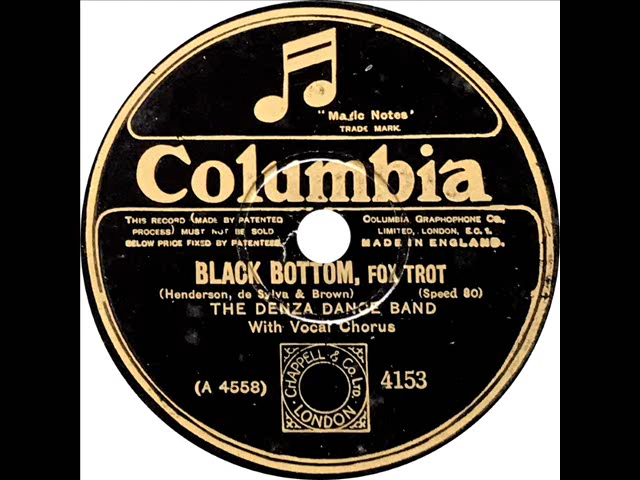 "Magic Notes"
TRADE MARK.
Columbia
THIS RECORD (MADE BY PATENTED
PROCESS) MUST NOT BE SOLD
BELOW PRICE FIXED BY PATENTEES.
COLUMBIA GRAPHOPHONE CO.,
LIMITED, LONDON, E.C.1.
MADE IN ENGLAND.
BLACK BOTTOM, FOX TROT
(Henderson, de Sylva & Brown) (Speed 80)
THE DENZA DANCE BAND
With Vocal Chorus
(A 4558)
CHAPPELL & CO. LTD.
LONDON
4153